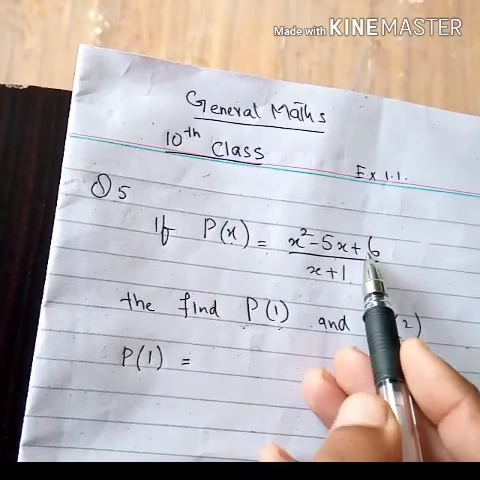 Made with KINEMASTER
General Maths
10th Class
Ex 1.1.
Q5
If P(x) = x²-5x+6
x+1
the find P(1) and (2)
P(1) =